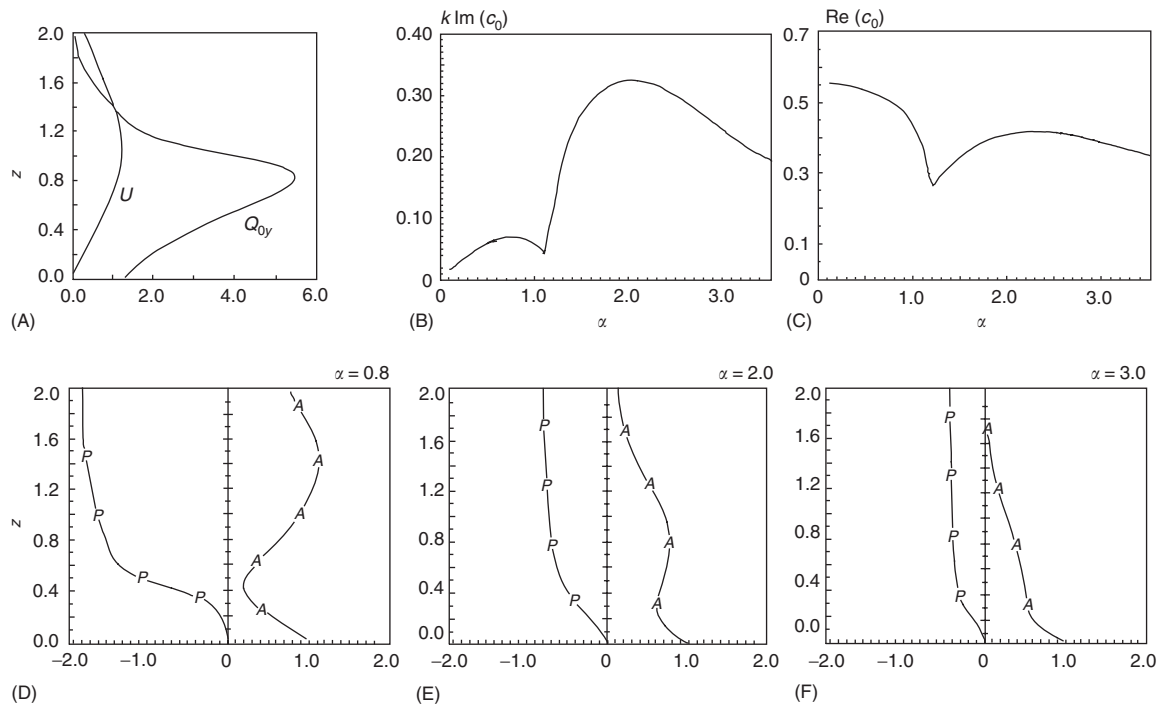 k Im (c0)
Re (c0)
2.0
1.6
1.2
0.8
0.4
0.0
z
U
Q0y
0.0
2.0
4.0
6.0
(A)
0.40
0.30
0.20
0.10
0
0
1.0
2.0
3.0
α
(B)
0.7
0.5
0.3
0.1
0
0
1.0
2.0
3.0
α
(C)
α = 0.8
2.0
1.6
1.2
0.8
0.4
0.0
z
P
P
P
P
A
A
A
A
A
−2.0
−1.0
0
1.0
2.0
(D)
α = 2.0
2.0
1.6
1.2
0.8
0.4
0.0
P
P
P
P
A
A
A
A
−2.0
−1.0
0
1.0
2.0
(E)
α = 3.0
2.0
1.6
1.2
0.8
0.4
0.0
P
P
P
P
A
A
A
A
−2.0
−1.0
0
1.0
2.0
(F)